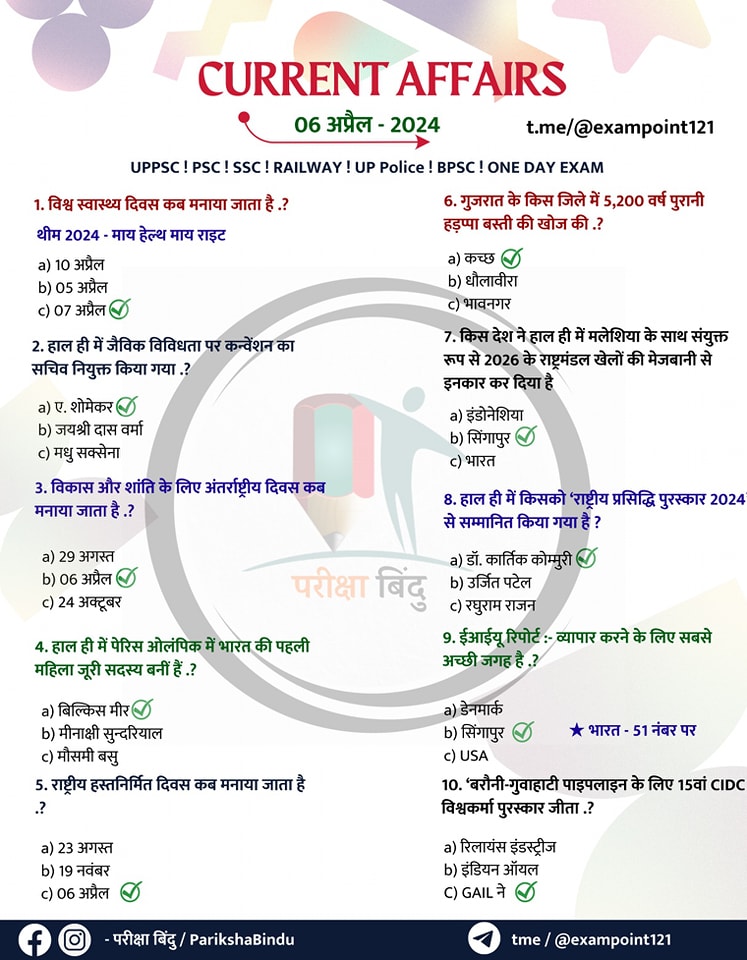 CURRENT AFFAIRS
06 अप्रैल - 2024
t.me/@exampoint121
UPPSC ! PSC ! SSC ! RAILWAY ! UP Police ! BPSC ! ONE DAY EXAM
1. विश्व स्वास्थ्य दिवस कब मनाया जाता है .?
थीम 2024 - माय हेल्थ माय राइट
a) 10 अप्रैल
b) 05 अप्रैल
c) 07 अप्रैल
2. हाल ही में जैविक विविधता पर कन्वेंशन का
सचिव नियुक्त किया गया .?
a) ए. शोमेकर
b) जयश्री दास वर्मा
c) मधु सक्सेना
3. विकास और शांति के लिए अंतर्राष्ट्रीय दिवस कब
मनाया जाता है .?
a) 29 अगस्त
b) 06 अप्रैल
c) 24 अक्टूबर
4. हाल ही में पेरिस ओलंपिक में भारत की पहली
महिला जूरी सदस्य बनीं हैं .?
a) बिल्किस मीर
b) मीनाक्षी सुन्दरियाल
c) मौसमी बसु
5. राष्ट्रीय हस्तनिर्मित दिवस कब मनाया जाता है
.?
a) 23 अगस्त
b) 19 नवंबर
c) 06 अप्रैल
6. गुजरात के किस जिले में 5,200 वर्ष पुरानी
हड़प्पा बस्ती की खोज की .?
a) कच्छ
b) धौलावीरा
c) भावनगर
7. किस देश ने हाल ही में मलेशिया के साथ संयुक्त
रूप से 2026 के राष्ट्रमंडल खेलों की मेजबानी से
इनकार कर दिया है
a) इंडोनेशिया
b) सिंगापुर
c) भारत
8. हाल ही में किसको ‘राष्ट्रीय प्रसिद्धि पुरस्कार 2024’
से सम्मानित किया गया है ?
a) डॉ. कार्तिक कोम्मुरी
b) उर्जित पटेल
c) रघुराम राजन
9. ईआईयू रिपोर्ट :- व्यापार करने के लिए सबसे
अच्छी जगह है .?
a) डेनमार्क
b) सिंगापुर
★ भारत - 51 नंबर पर
c) USA
10. ‘बरौनी-गुवाहाटी पाइपलाइन के लिए 15वां CIDC
विश्वकर्मा पुरस्कार जीता .?
a) रिलायंस इंडस्ट्रीज
b) इंडियन ऑयल
C) GAIL ने
परीक्षा बिंदु
- परीक्षा बिंदु / ParikshaBindu
tme / @exampoint121